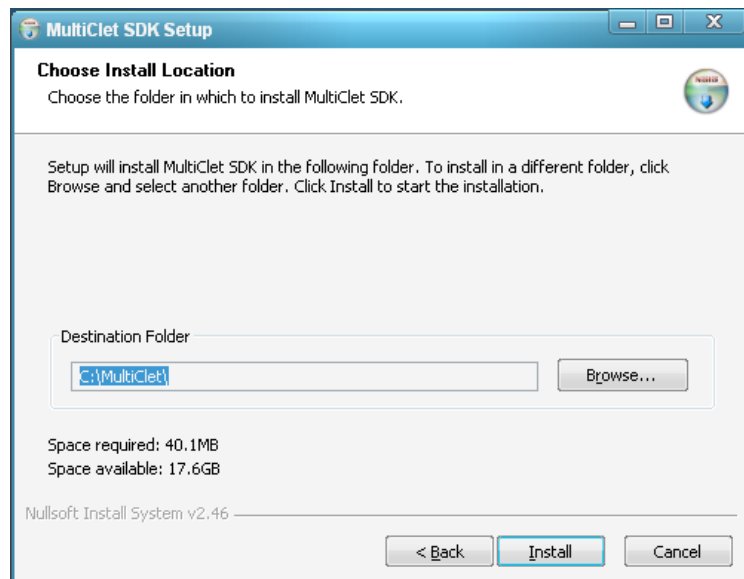 MultiClet SDK Setup
Choose Install Location
Choose the folder in which to install MultiClet SDK.
Setup will install MultiClet SDK in the following folder. To install in a different folder, click
Browse and select another folder. Click Install to start the installation.
Destination Folder
C:\MultiClet\
Browse...
Space required: 40.1MB
Space available: 17.6GB
Nullsoft Install System v2.46
< Back
Install
Cancel